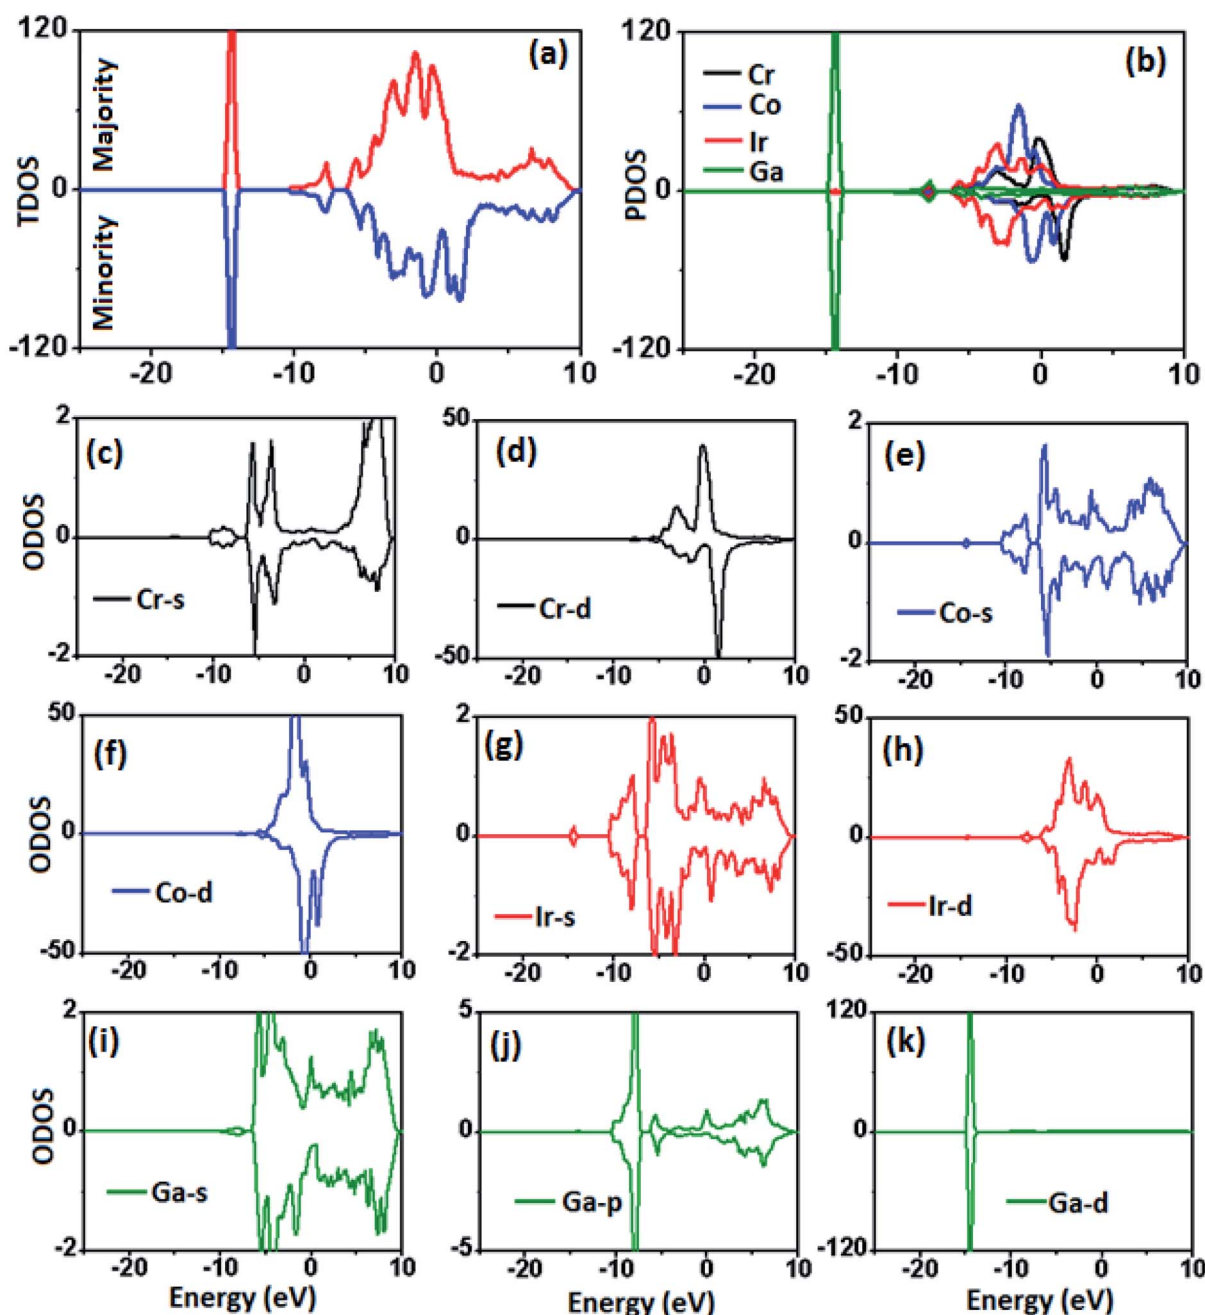 120
(a)
Majority
TDOS
0
Minority
-120
-20
-10
0
10
120
(b)
Cr
Co
Ir
Ga
PDOS
0
-120
-20
-10
0
10
2
(c)
ODOS
0
Cr-s
-2
-20
-10
0
10
50
(d)
0
Cr-d
-50
-20
-10
0
10
2
(e)
0
Co-s
-2
-20
-10
0
10
50
(f)
ODOS
0
Co-d
-50
-20
-10
0
10
2
(g)
0
Ir-s
-2
-20
-10
0
10
50
(h)
0
Ir-d
-50
-20
-10
0
10
2
(i)
ODOS
0
Ga-s
-2
-20
-10
0
10
Energy (eV)
5
(j)
0
Ga-p
-5
-20
-10
0
10
Energy (eV)
120
(k)
0
Ga-d
-120
-20
-10
0
10
Energy (eV)